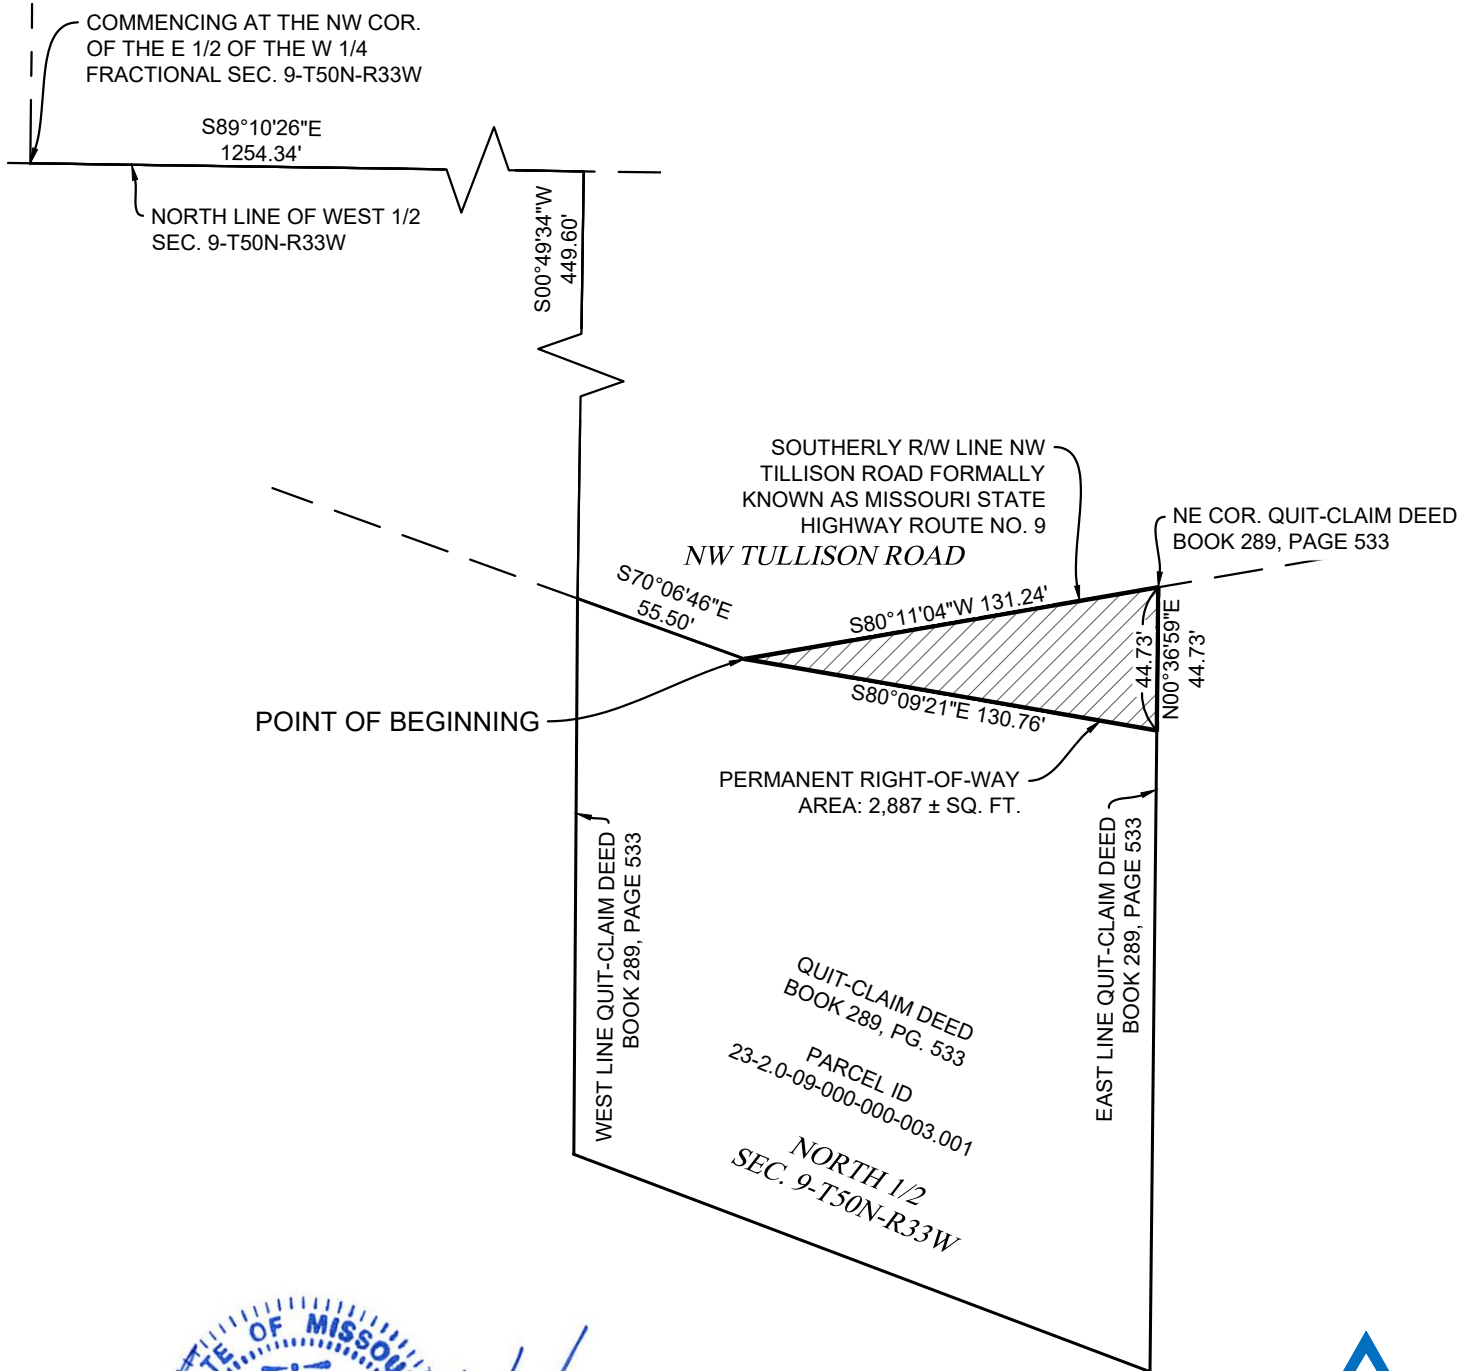 COMMENCING AT THE NW COR.
OF THE E 1/2 OF THE W 1/4
FRACTIONAL SEC. 9-T50N-R33W
S89°10'26"E
1254.34'
NORTH LINE OF WEST 1/2
SEC. 9-T50N-R33W
S00°49'34"W
449.60'
SOUTHERLY R/W LINE NW
TILLISON ROAD FORMALLY
KNOWN AS MISSOURI STATE
HIGHWAY ROUTE NO. 9
NW TULLISON ROAD
NE COR. QUIT-CLAIM DEED
BOOK 289, PAGE 533
S70°06'46"E
55.50'
S80°11'04"W 131.24'
44.73'
N00°36'59"E
44.73'
S80°09'21"E 130.76'
POINT OF BEGINNING
PERMANENT RIGHT-OF-WAY
AREA: 2,887 ± SQ. FT.
WEST LINE QUIT-CLAIM DEED
BOOK 289, PAGE 533
EAST LINE QUIT-CLAIM DEED
BOOK 289, PAGE 533
QUIT-CLAIM DEED
BOOK 289, PG. 533
PARCEL ID
23-2.0-09-000-000-003.001
NORTH 1/2
SEC. 9-T50N-R33W
OF